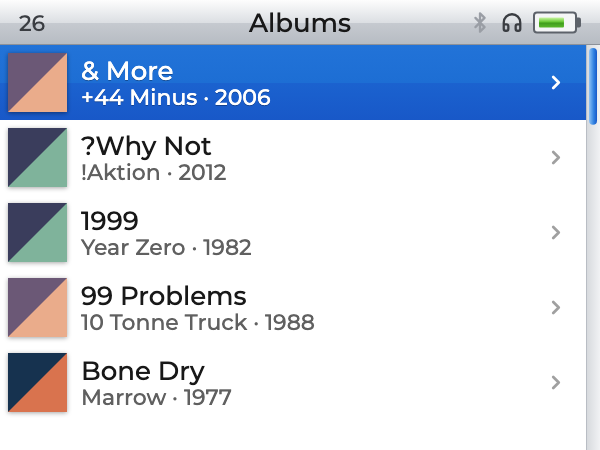 26
Albums
& More
+44 Minus · 2006
?Why Not
!Aktion · 2012
1999
Year Zero · 1982
99 Problems
10 Tonne Truck · 1988
Bone Dry
Marrow · 1977